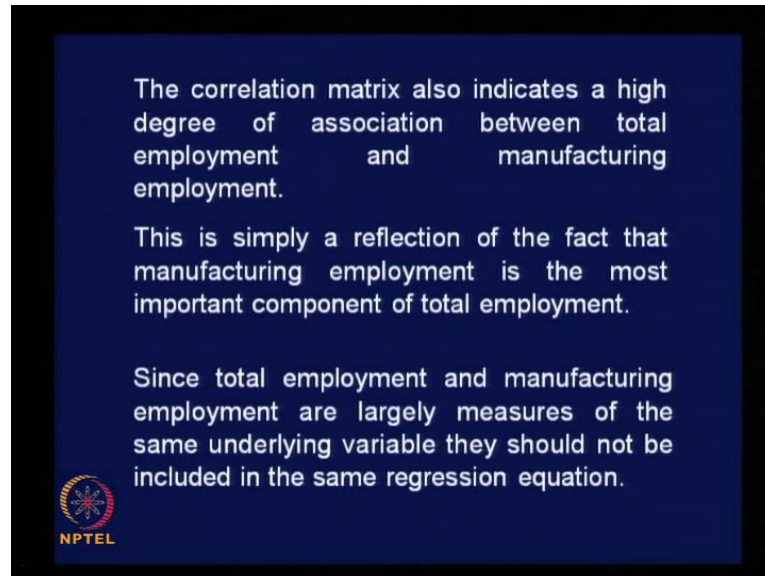 The correlation matrix also indicates a high
degree of association between total
employment and manufacturing
employment.
This is simply a reflection of the fact that
manufacturing employment is the most
important component of total employment.
Since total employment and manufacturing
employment are largely measures of the
same underlying variable they should not be
included in the same regression equation.
NPTEL